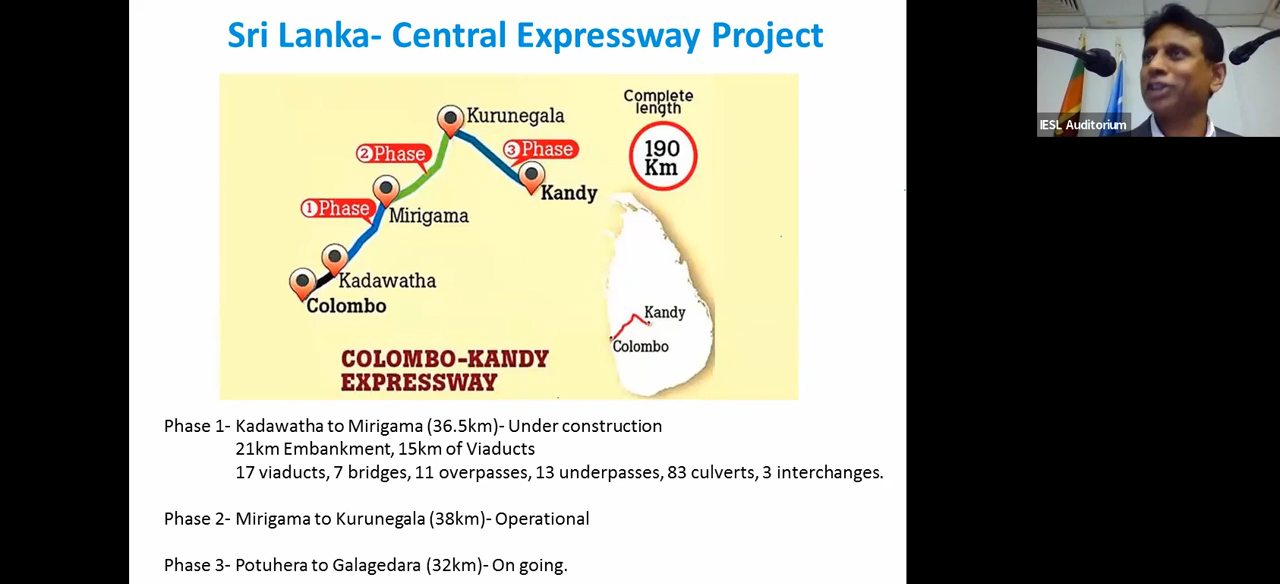 Sri Lanka- Central Expressway Project
Complete
length
190
Km
Kurunegala
2 Phase
3 Phase
Kandy
1 Phase
Mirigama
Kadawatha
Colombo
Kandy
Colombo
COLOMBO-KANDY
EXPRESSWAY
Phase 1- Kadawatha to Mirigama (36.5km)- Under construction
21km Embankment, 15km of Viaducts
17 viaducts, 7 bridges, 11 overpasses, 13 underpasses, 83 culverts, 3 interchanges.
Phase 2- Mirigama to Kurunegala (38km)- Operational
Phase 3- Potuhera to Galagedara (32km)- On going.
IESL Auditorium